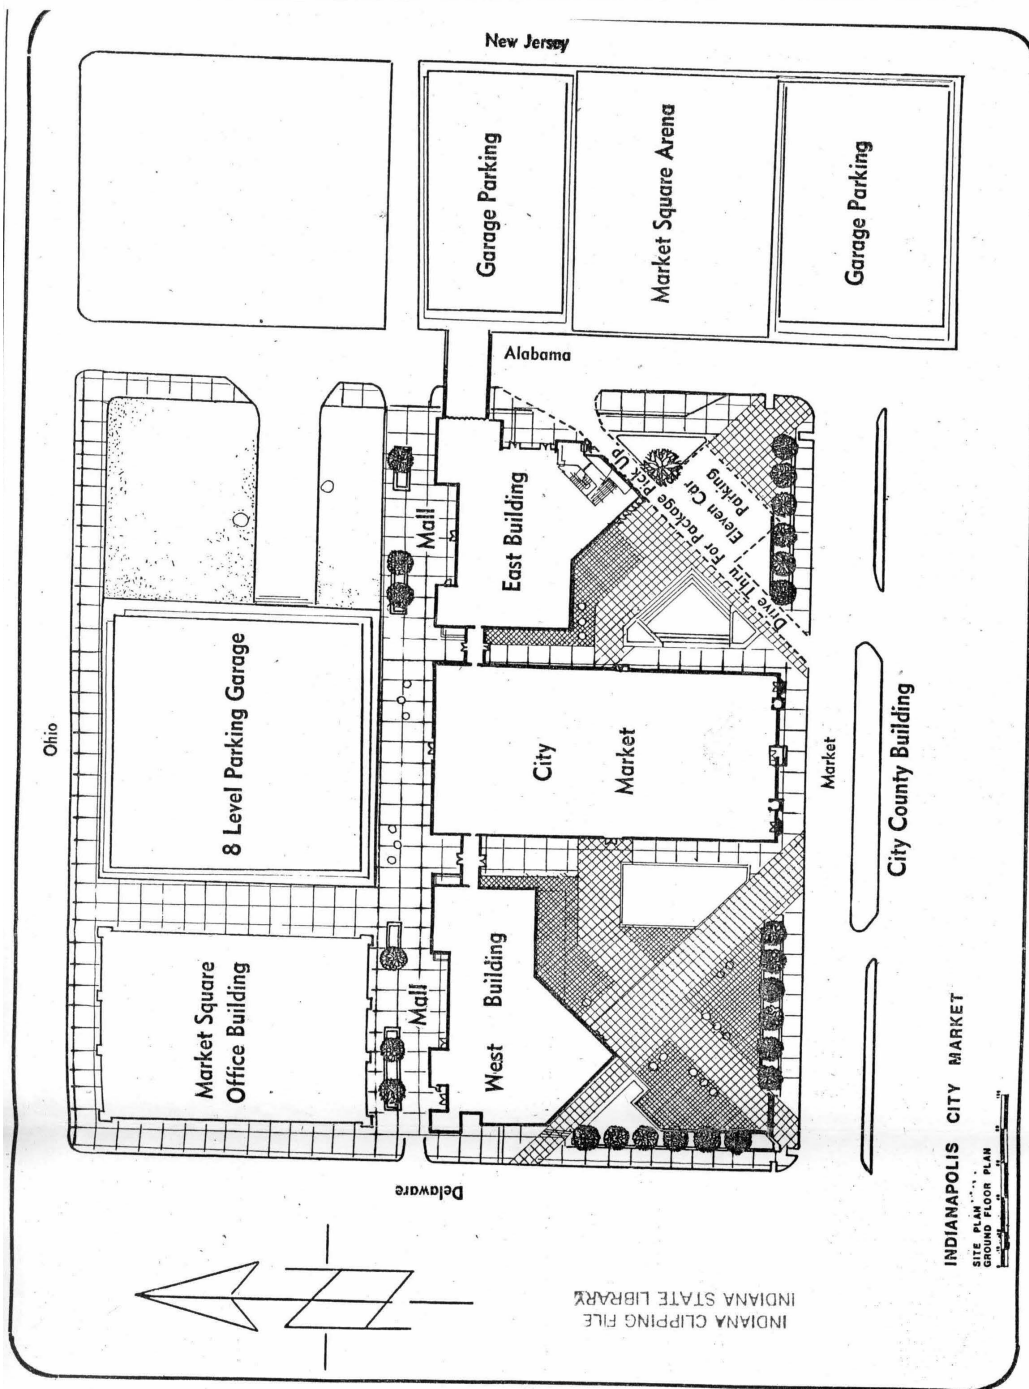 New Jersey
Garage Parking
Market Square Arena
Garage Parking
Alabama
Ohio
8 Level Parking Garage
Market Square
Office Building
Mall
Mall
East Building
City
Market
West Building
Drive Thru For Package Pick Up
Eleven Car
Parking
Market
City County Building
Delaware
INDIANAPOLIS CITY MARKET
SITE PLAN
GROUND FLOOR PLAN
INDIANA CLIPPING FILE
INDIANA STATE LIBRARY